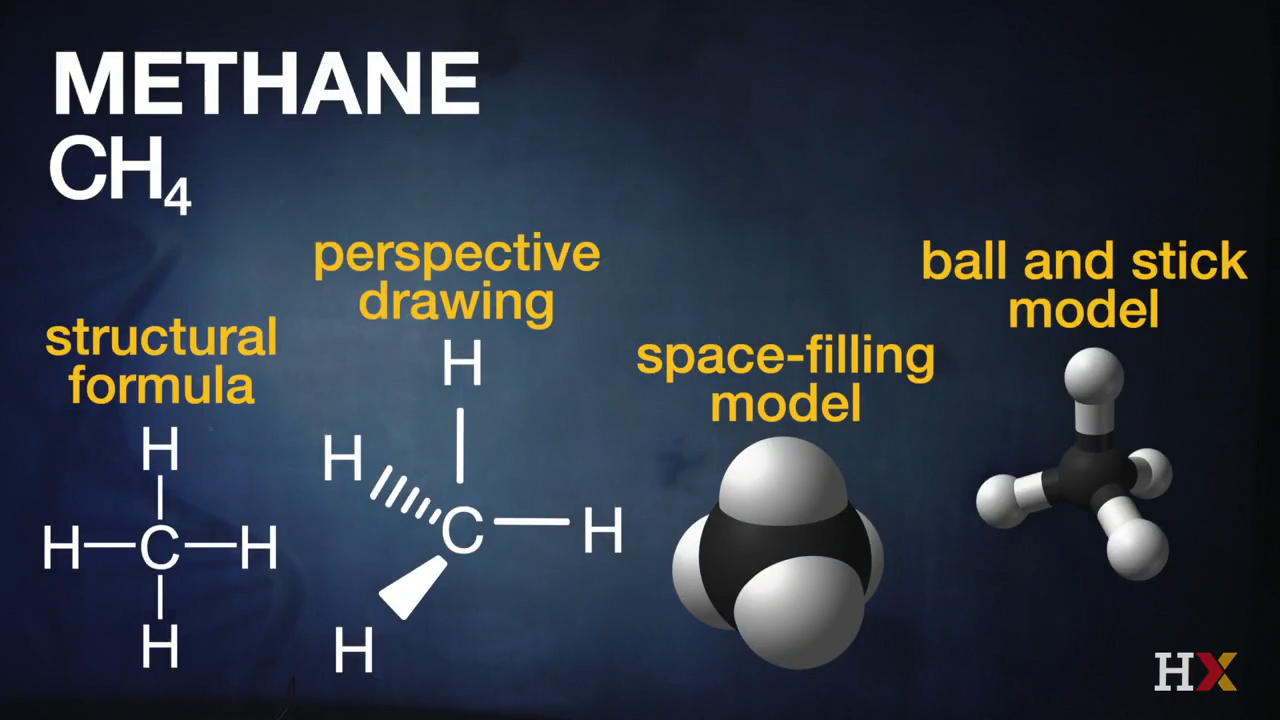 METHANE
CH₄
structural
formula
H
H—C—H
H
perspective
drawing
H
H
C—H
H
space-filling
model
ball and stick
model
HX